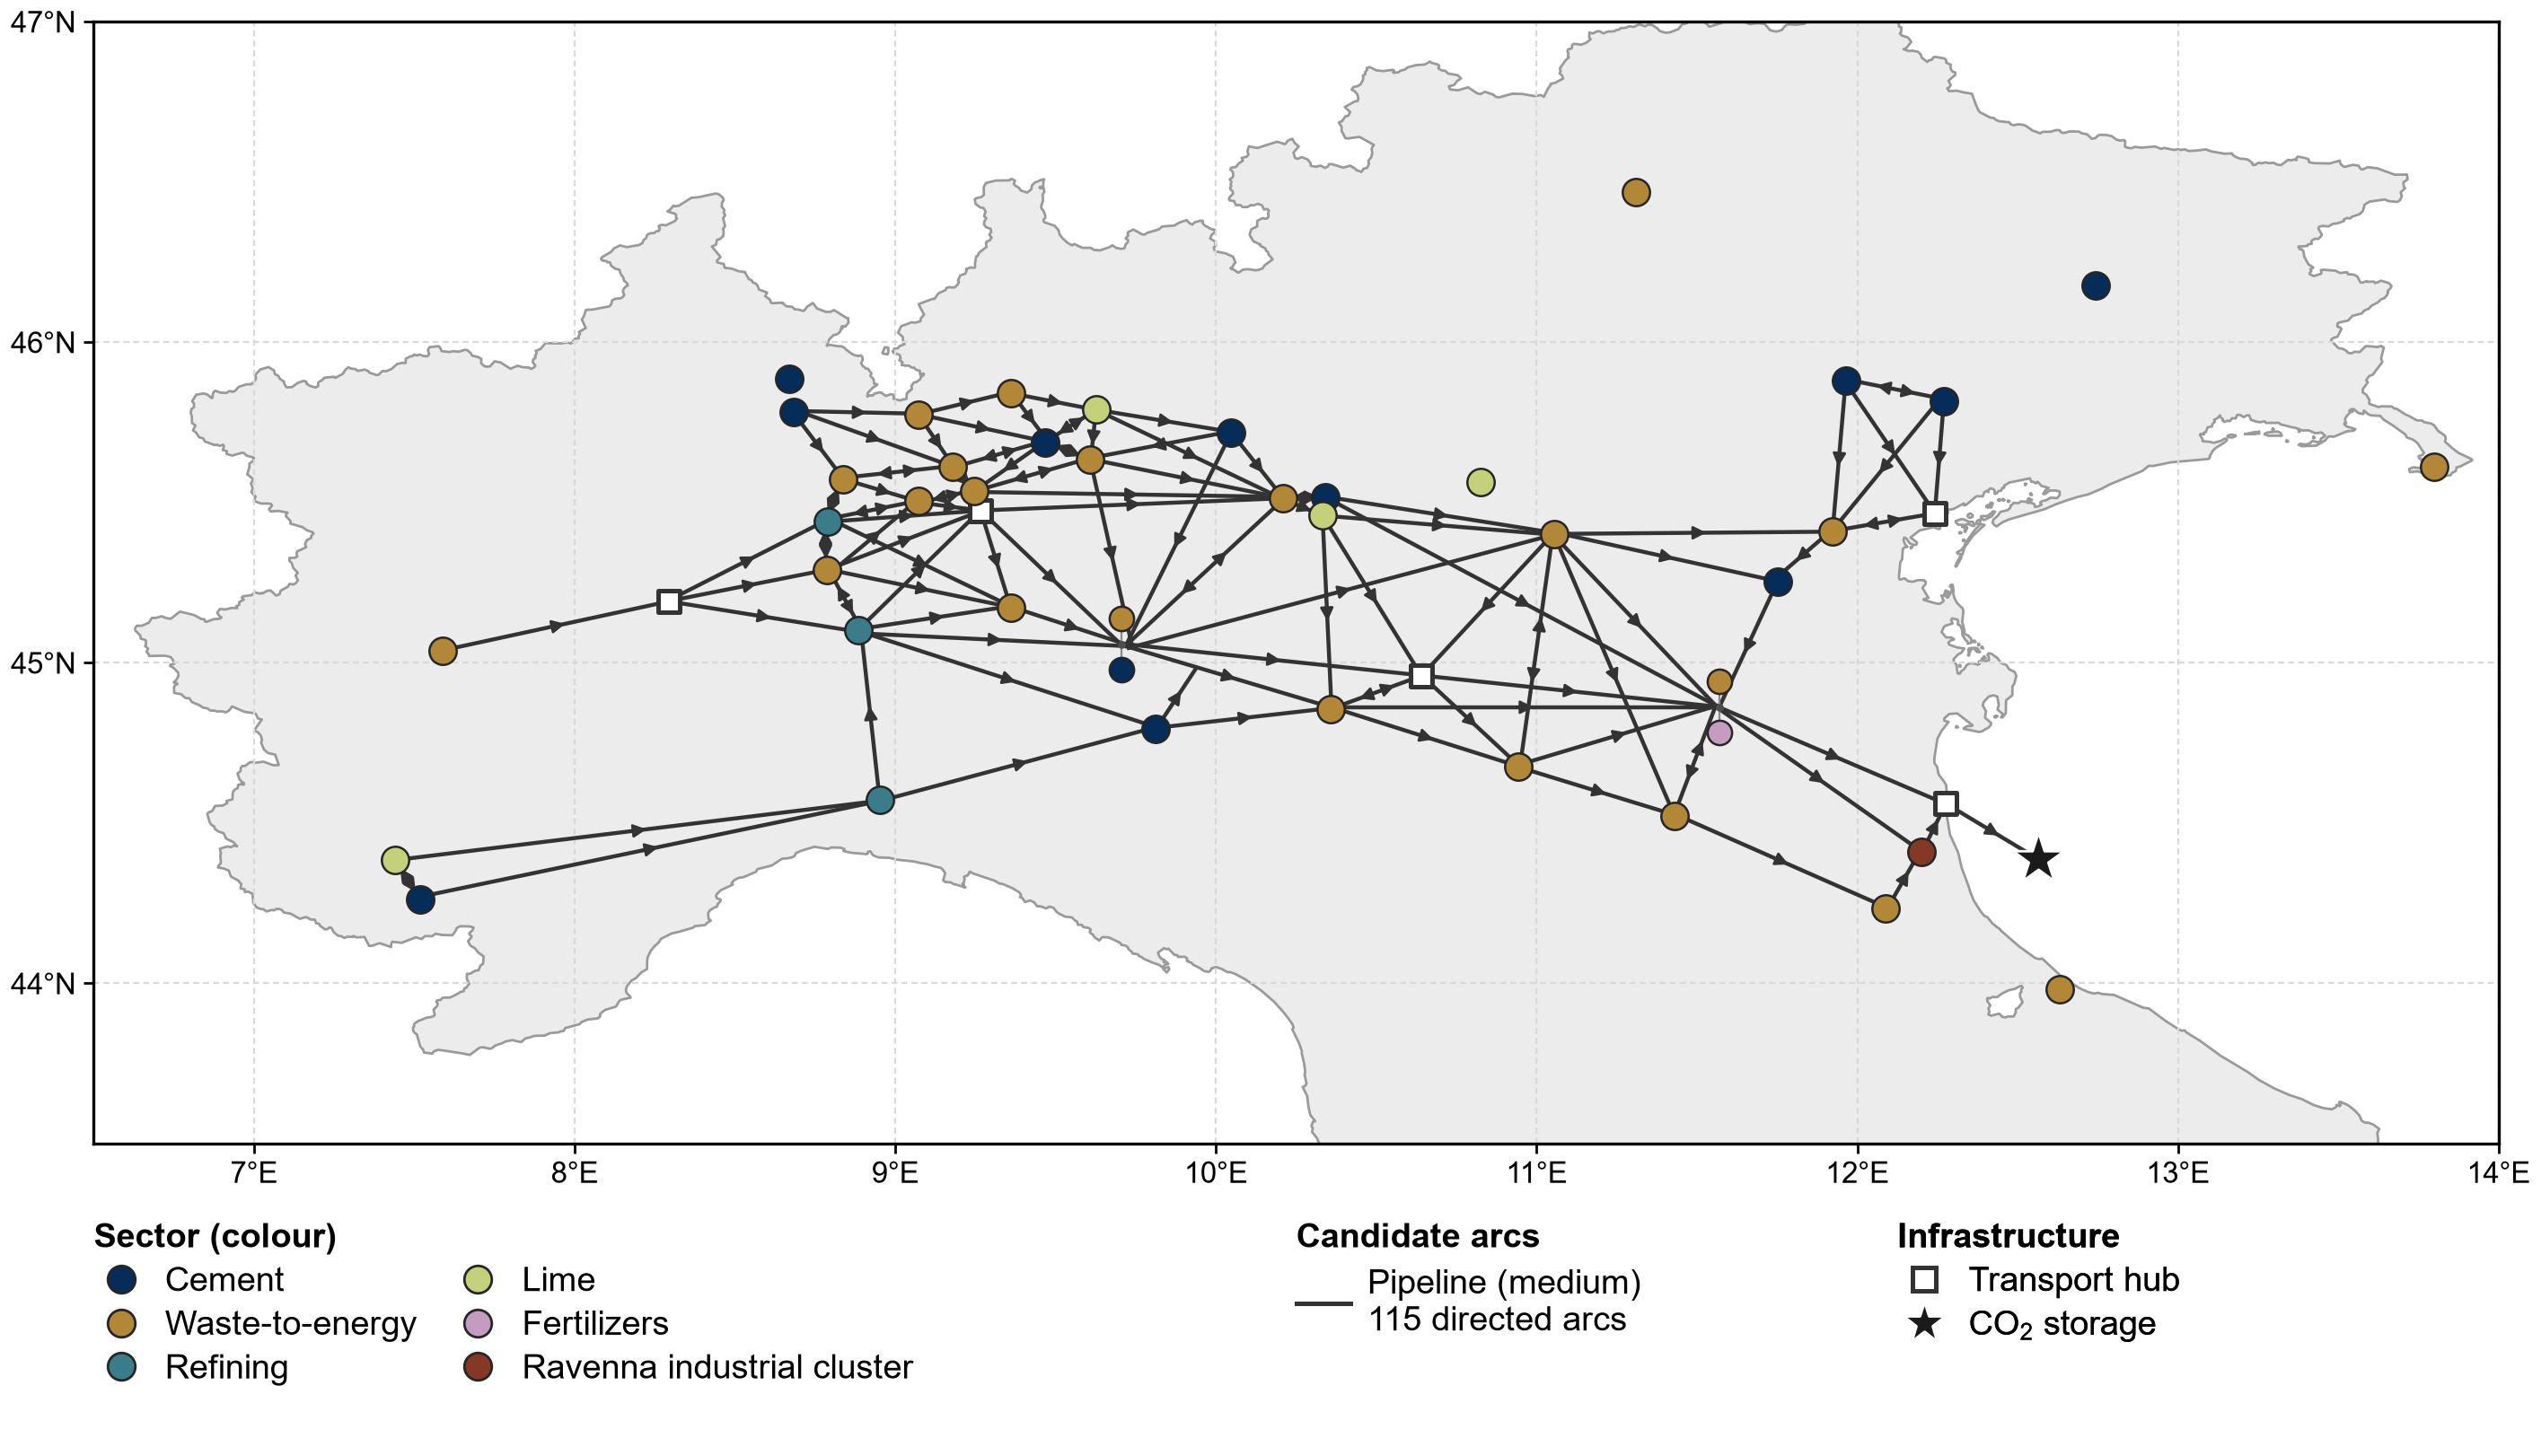 47°N
46°N
45°N
44°N
7°E 8°E 9°E 10°E 11°E 12°E 13°E 14°E
Sector (colour)
Cement
Waste-to-energy
Refining
Lime
Fertilizers
Ravenna industrial cluster
Candidate arcs
Pipeline (medium)
115 directed arcs
Infrastructure
Transport hub
CO₂ storage